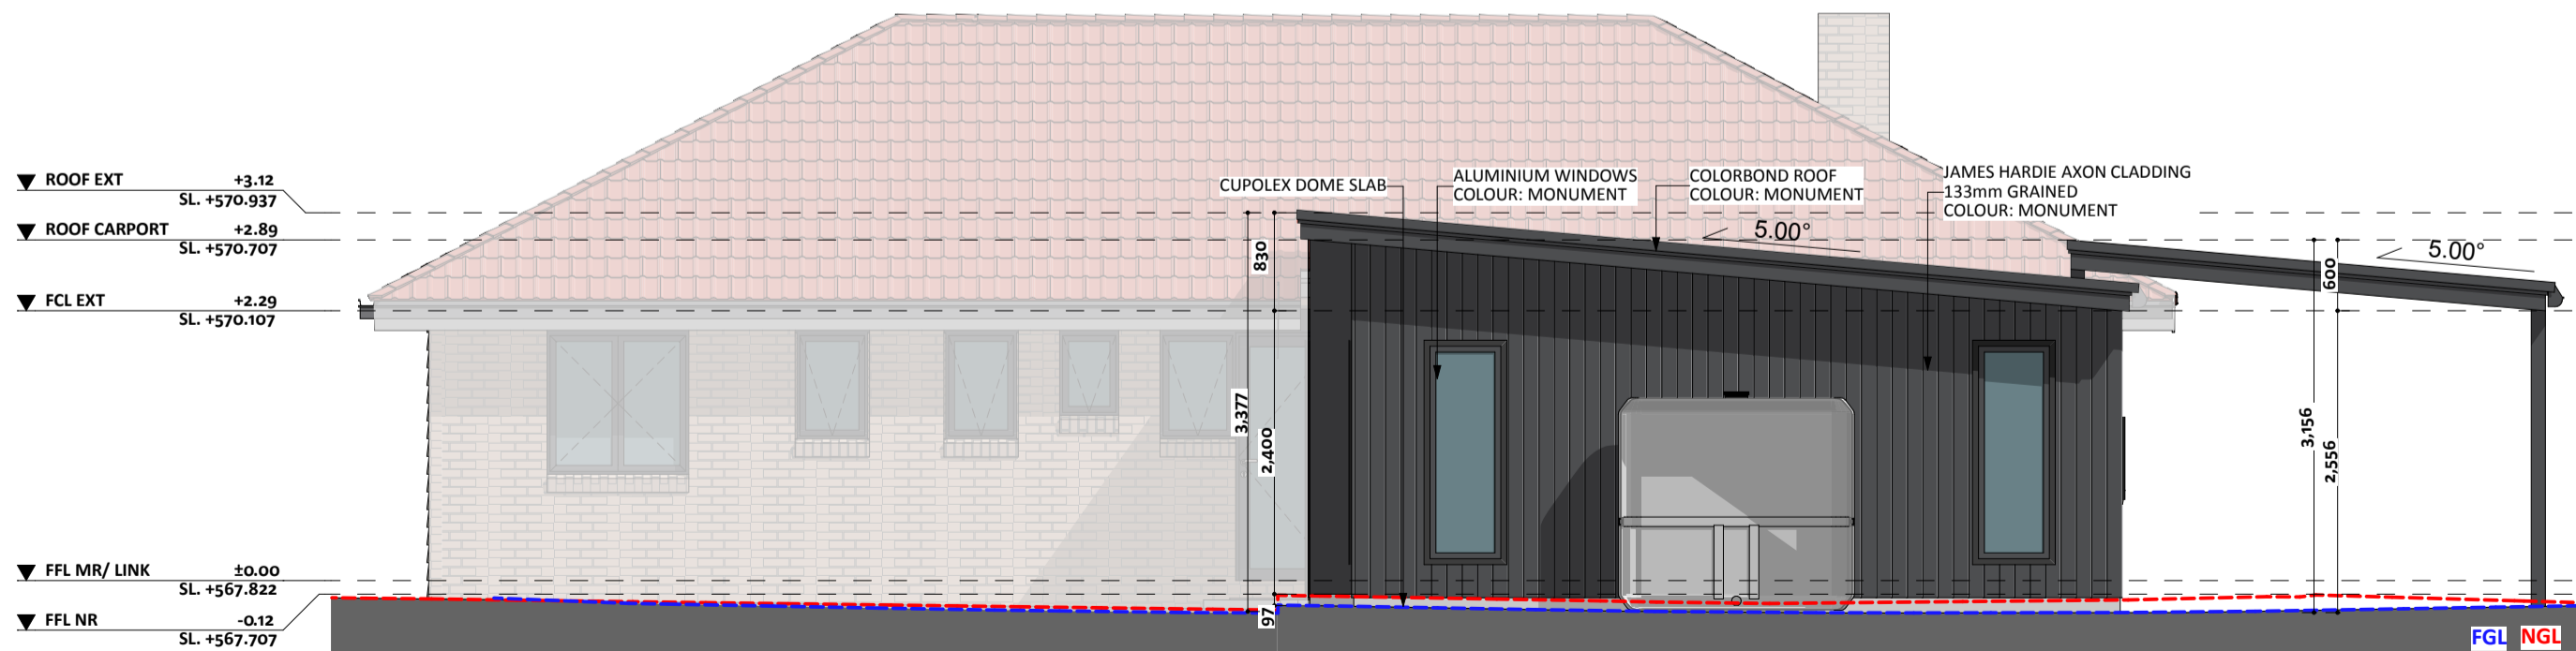 ROOF EXT +3.12
SL. +570.937
ROOF CARPORT +2.89
SL. +570.707
FCL EXT +2.29
SL. +570.107
FFL MR/ LINK ±0.00
SL. +567.822
FFL NR -0.12
SL. +567.707
CUPOLEX DOME SLAB
ALUMINIUM WINDOWS
COLOUR: MONUMENT
COLORBOND ROOF
COLOUR: MONUMENT
JAMES HARDIE AXON CLADDING
133mm GRAINED
COLOUR: MONUMENT
5.00°
5.00°
830
3,377
2,400
97
600
3,156
2,556
FGL NGL